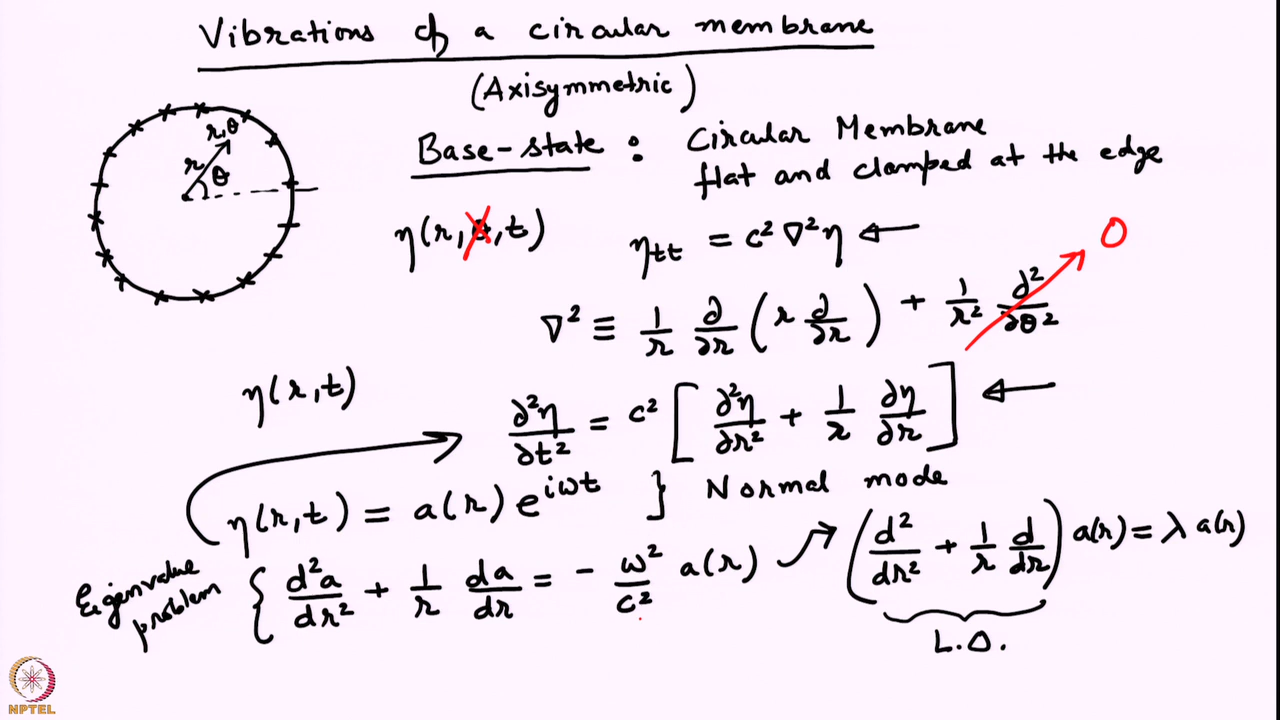 Vibrations of a circular membrane
(Axisymmetric)
r, θ
r
θ
Base-state : Circular Membrane
flat and clamped at the edge
η(r, θ, t)
η_tt = c² ∇²η ←
0
∇² ≡ 1/r ∂/∂r (r ∂/∂r) + 1/r² ∂²/∂θ²
η(r,t)
∂²η/∂t² = c² [ ∂²η/∂r² + 1/r ∂η/∂r ] ←
η(r,t) = a(r) e^{iωt} } Normal mode
Eigenvalue
problem { d²a/dr² + 1/r da/dr = - ω²/c² a(r)
(d²/dr² + 1/r d/dr) a(r) = λ a(r)
L.O.
NPTEL